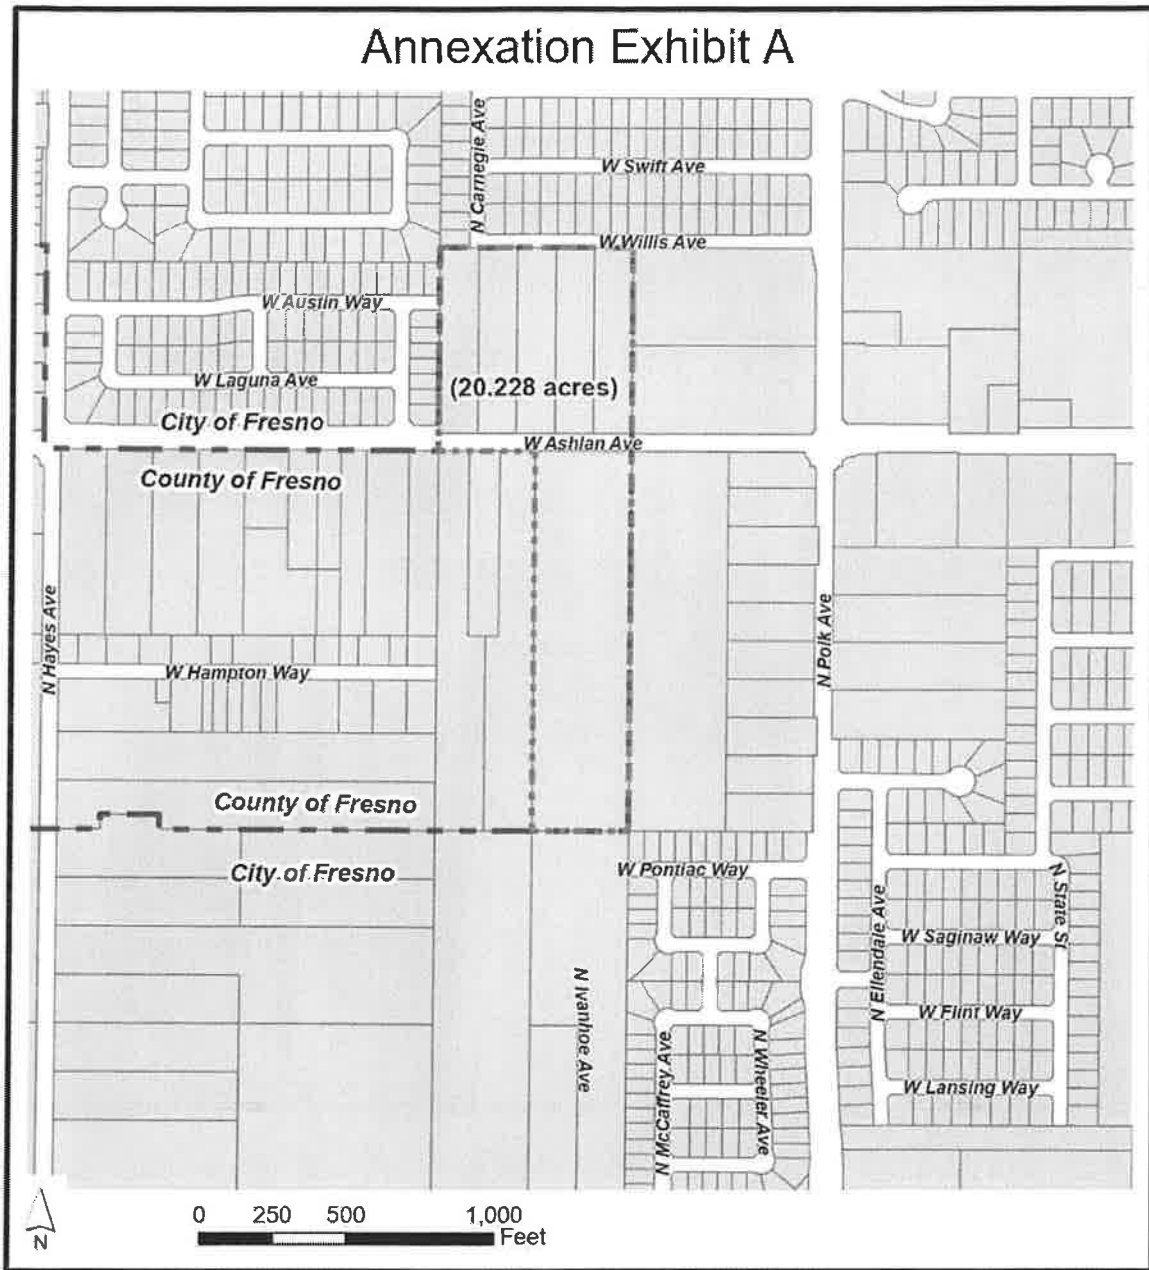 Annexation Exhibit A
N Carnegie Ave
W Swift Ave
W Willis Ave
W Austin Way
W Laguna Ave
(20.228 acres)
City of Fresno
W Ashlan Ave
County of Fresno
N Hayes Ave
W Hampton Way
N Polk Ave
County of Fresno
City of Fresno
W Pontiac Way
N State St
N Ellendale Ave
W Saginaw Way
N Ivanhoe Ave
W Flint Way
N McCaffrey Ave
N Wheeler Ave
W Lansing Way
N
0 250 500 1,000
Feet